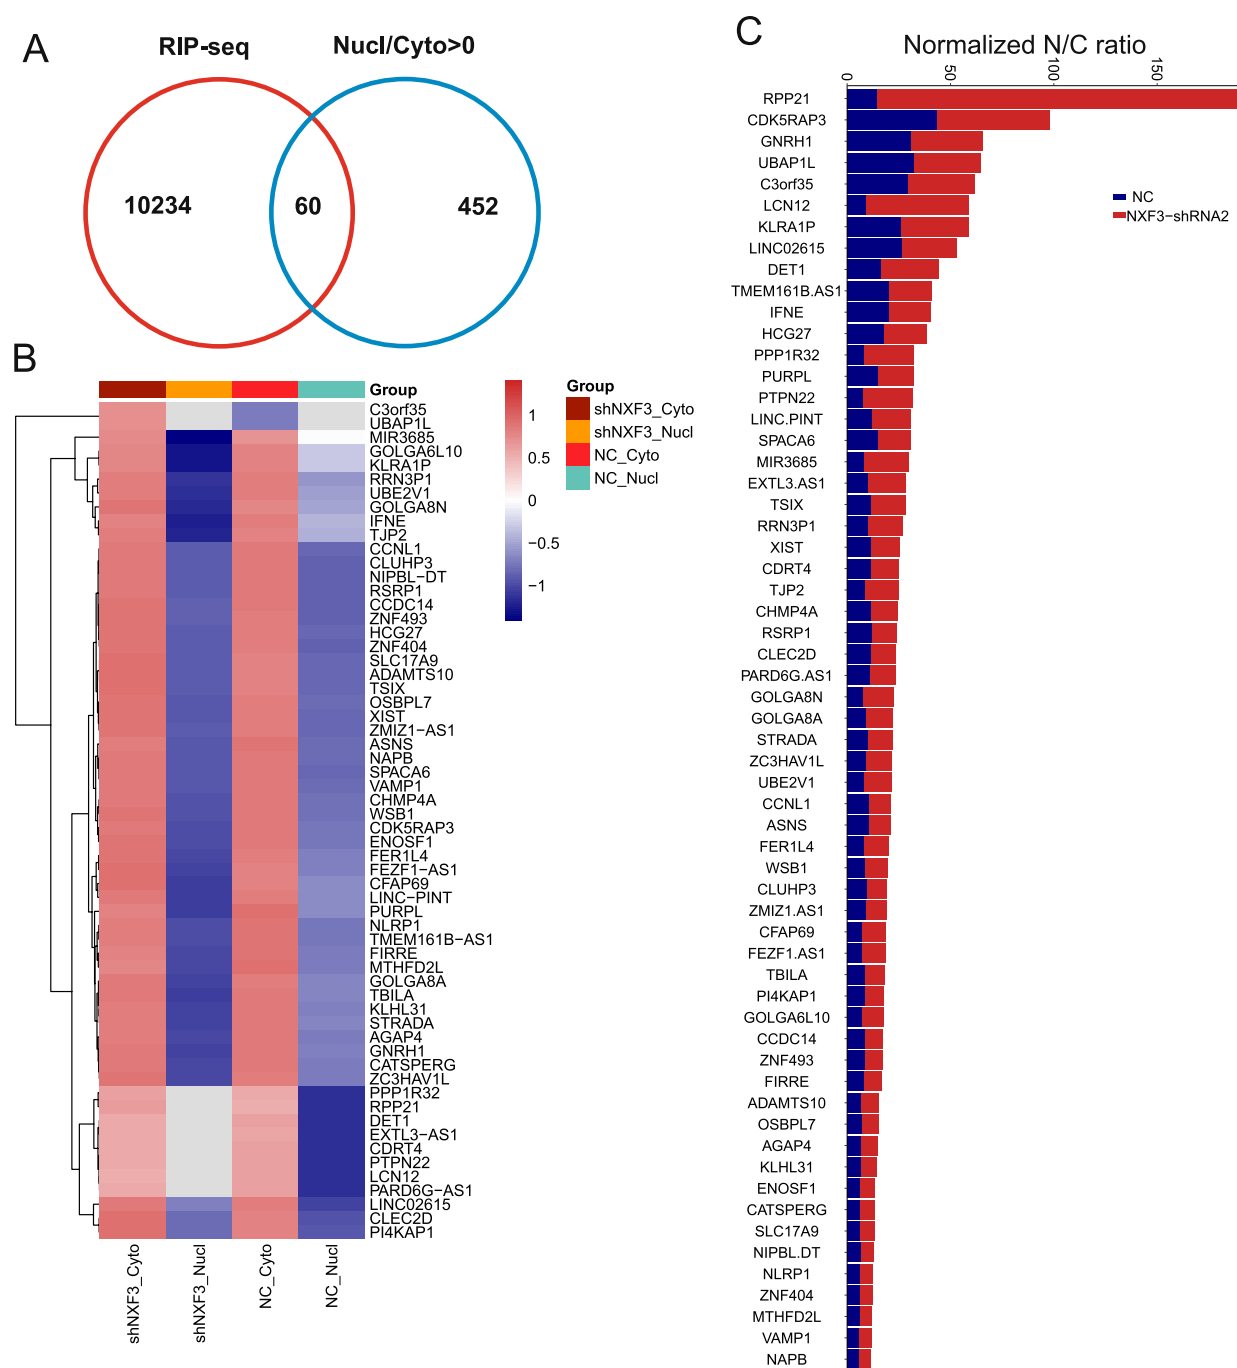 A
RIP-seq
Nucl/Cyto>0
10234
60
452
B
Group
C3orf35
UBAP1L
MIR3685
GOLGA6L10
KLRA1P
RRN3P1
UBE2V1
GOLGA8N
IFNE
TJP2
CCNL1
CLUHP3
NIPBL−DT
RSRP1
CCDC14
ZNF493
HCG27
ZNF404
SLC17A9
ADAMTS10
TSIX
OSBPL7
XIST
ZMIZ1−AS1
ASNS
NAPB
SPACA6
VAMP1
CHMP4A
WSB1
CDK5RAP3
ENOSF1
FER1L4
FEZF1−AS1
CFAP69
LINC−PINT
PURPL
NLRP1
TMEM161B−AS1
FIRRE
MTHFD2L
GOLGA8A
TBILA
KLHL31
STRADA
AGAP4
GNRH1
CATSPERG
ZC3HAV1L
PPP1R32
RPP21
DET1
EXTL3−AS1
CDRT4
PTPN22
LCN12
PARD6G−AS1
LINC02615
CLEC2D
PI4KAP1
shNXF3_Cyto
shNXF3_Nucl
NC_Cyto
NC_Nucl
1
0.5
0
−0.5
−1
Group
shNXF3_Cyto
shNXF3_Nucl
NC_Cyto
NC_Nucl
C
Normalized N/C ratio
0
50
100
150
RPP21
CDK5RAP3
GNRH1
UBAP1L
C3orf35
LCN12
KLRA1P
LINC02615
DET1
TMEM161B.AS1
IFNE
HCG27
PPP1R32
PURPL
PTPN22
LINC.PINT
SPACA6
MIR3685
EXTL3.AS1
TSIX
RRN3P1
XIST
CDRT4
TJP2
CHMP4A
RSRP1
CLEC2D
PARD6G.AS1
GOLGA8N
GOLGA8A
STRADA
ZC3HAV1L
UBE2V1
CCNL1
ASNS
FER1L4
WSB1
CLUHP3
ZMIZ1.AS1
CFAP69
FEZF1.AS1
TBILA
PI4KAP1
GOLGA6L10
CCDC14
ZNF493
FIRRE
ADAMTS10
OSBPL7
AGAP4
KLHL31
ENOSF1
CATSPERG
SLC17A9
NIPBL.DT
NLRP1
ZNF404
MTHFD2L
VAMP1
NAPB
NC
NXF3−shRNA2